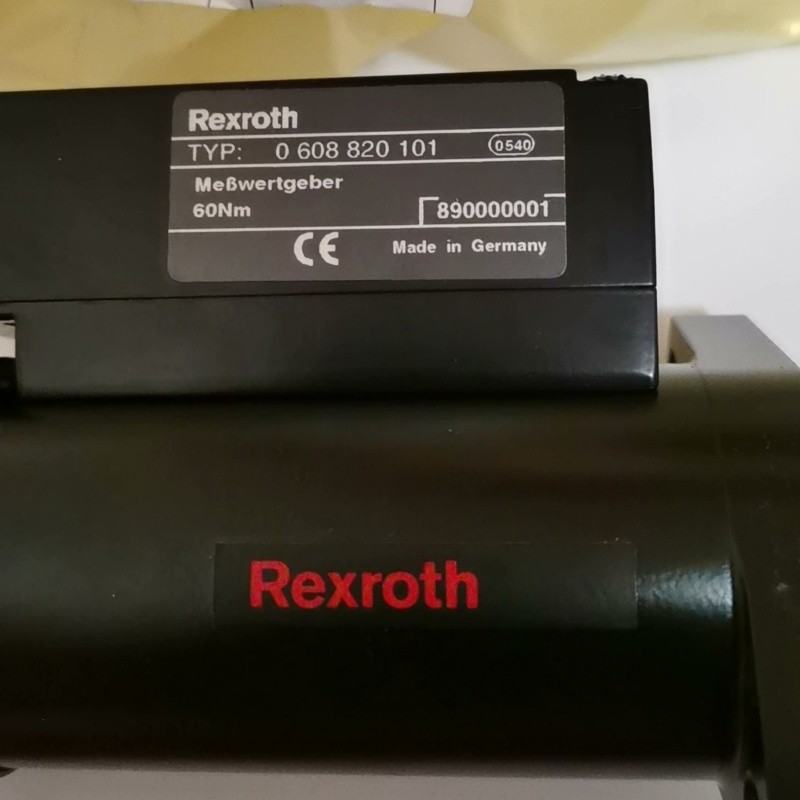 Rexroth
TYP: 0 608 820 101 0540
Meßwertgeber
60Nm 890000001
CE Made in Germany
Rexroth